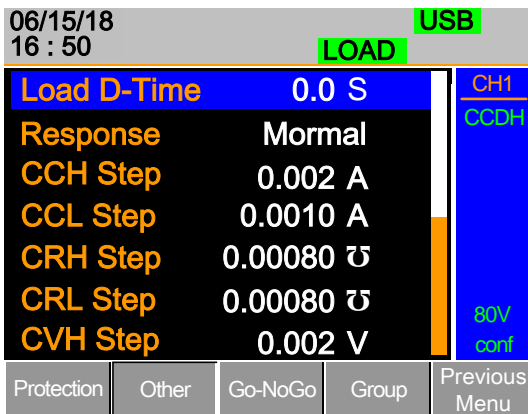 06/15/18 USB
16 : 50 LOAD
Load D-Time 0.0 S CH1
Response Mormal CCDH
CCH Step 0.002 A
CCL Step 0.0010 A
CRH Step 0.00080 ℧
CRL Step 0.00080 ℧
80V
CVH Step 0.002 V conf
Protection Other Go-NoGo Group Previous Menu